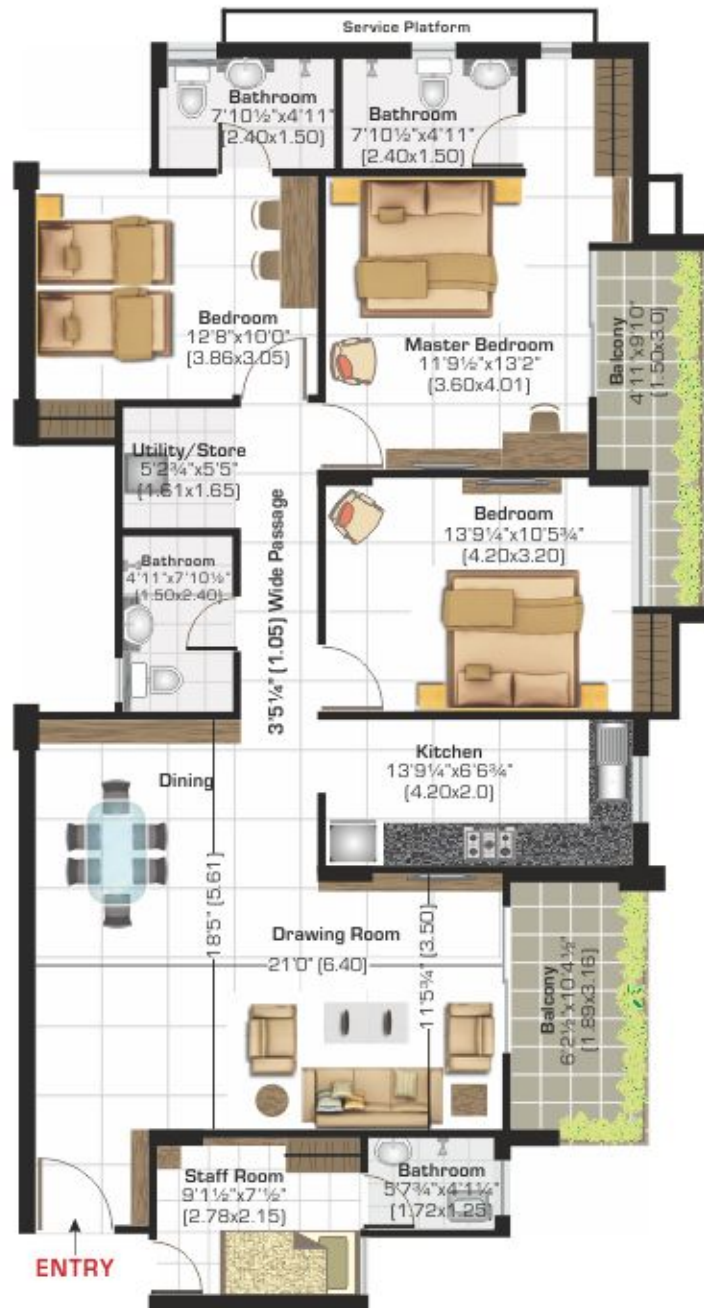 Service Platform
Bathroom
7'10½"x4'11"
(2.40x1.50)
Bathroom
7'10½"x4'11"
(2.40x1.50)
Bedroom
12'8"x10'0"
(3.86x3.05)
Master Bedroom
11'9½"x13'2"
(3.60x4.01)
Balcony
4'11"x9'10"
(1.50x3.0)
Utility/Store
5'2¾"x5'5"
(1.61x1.65)
Bedroom
13'9¼"x10'5¾"
(4.20x3.20)
Bathroom
4'11"x7'10½"
(1.50x2.40)
3'5¼" (1.05) Wide Passage
Kitchen
13'9¼"x6'6¾"
(4.20x2.0)
Dining
18'5" (5.61)
Drawing Room
21'0" (6.40)
11'5¾" (3.50)
Balcony
6'2½"x10'4½"
(1.89x3.16)
Staff Room
9'1½"x7'½"
(2.78x2.15)
Bathroom
5'7¾"x4'1¼"
(1.72x1.25)
ENTRY